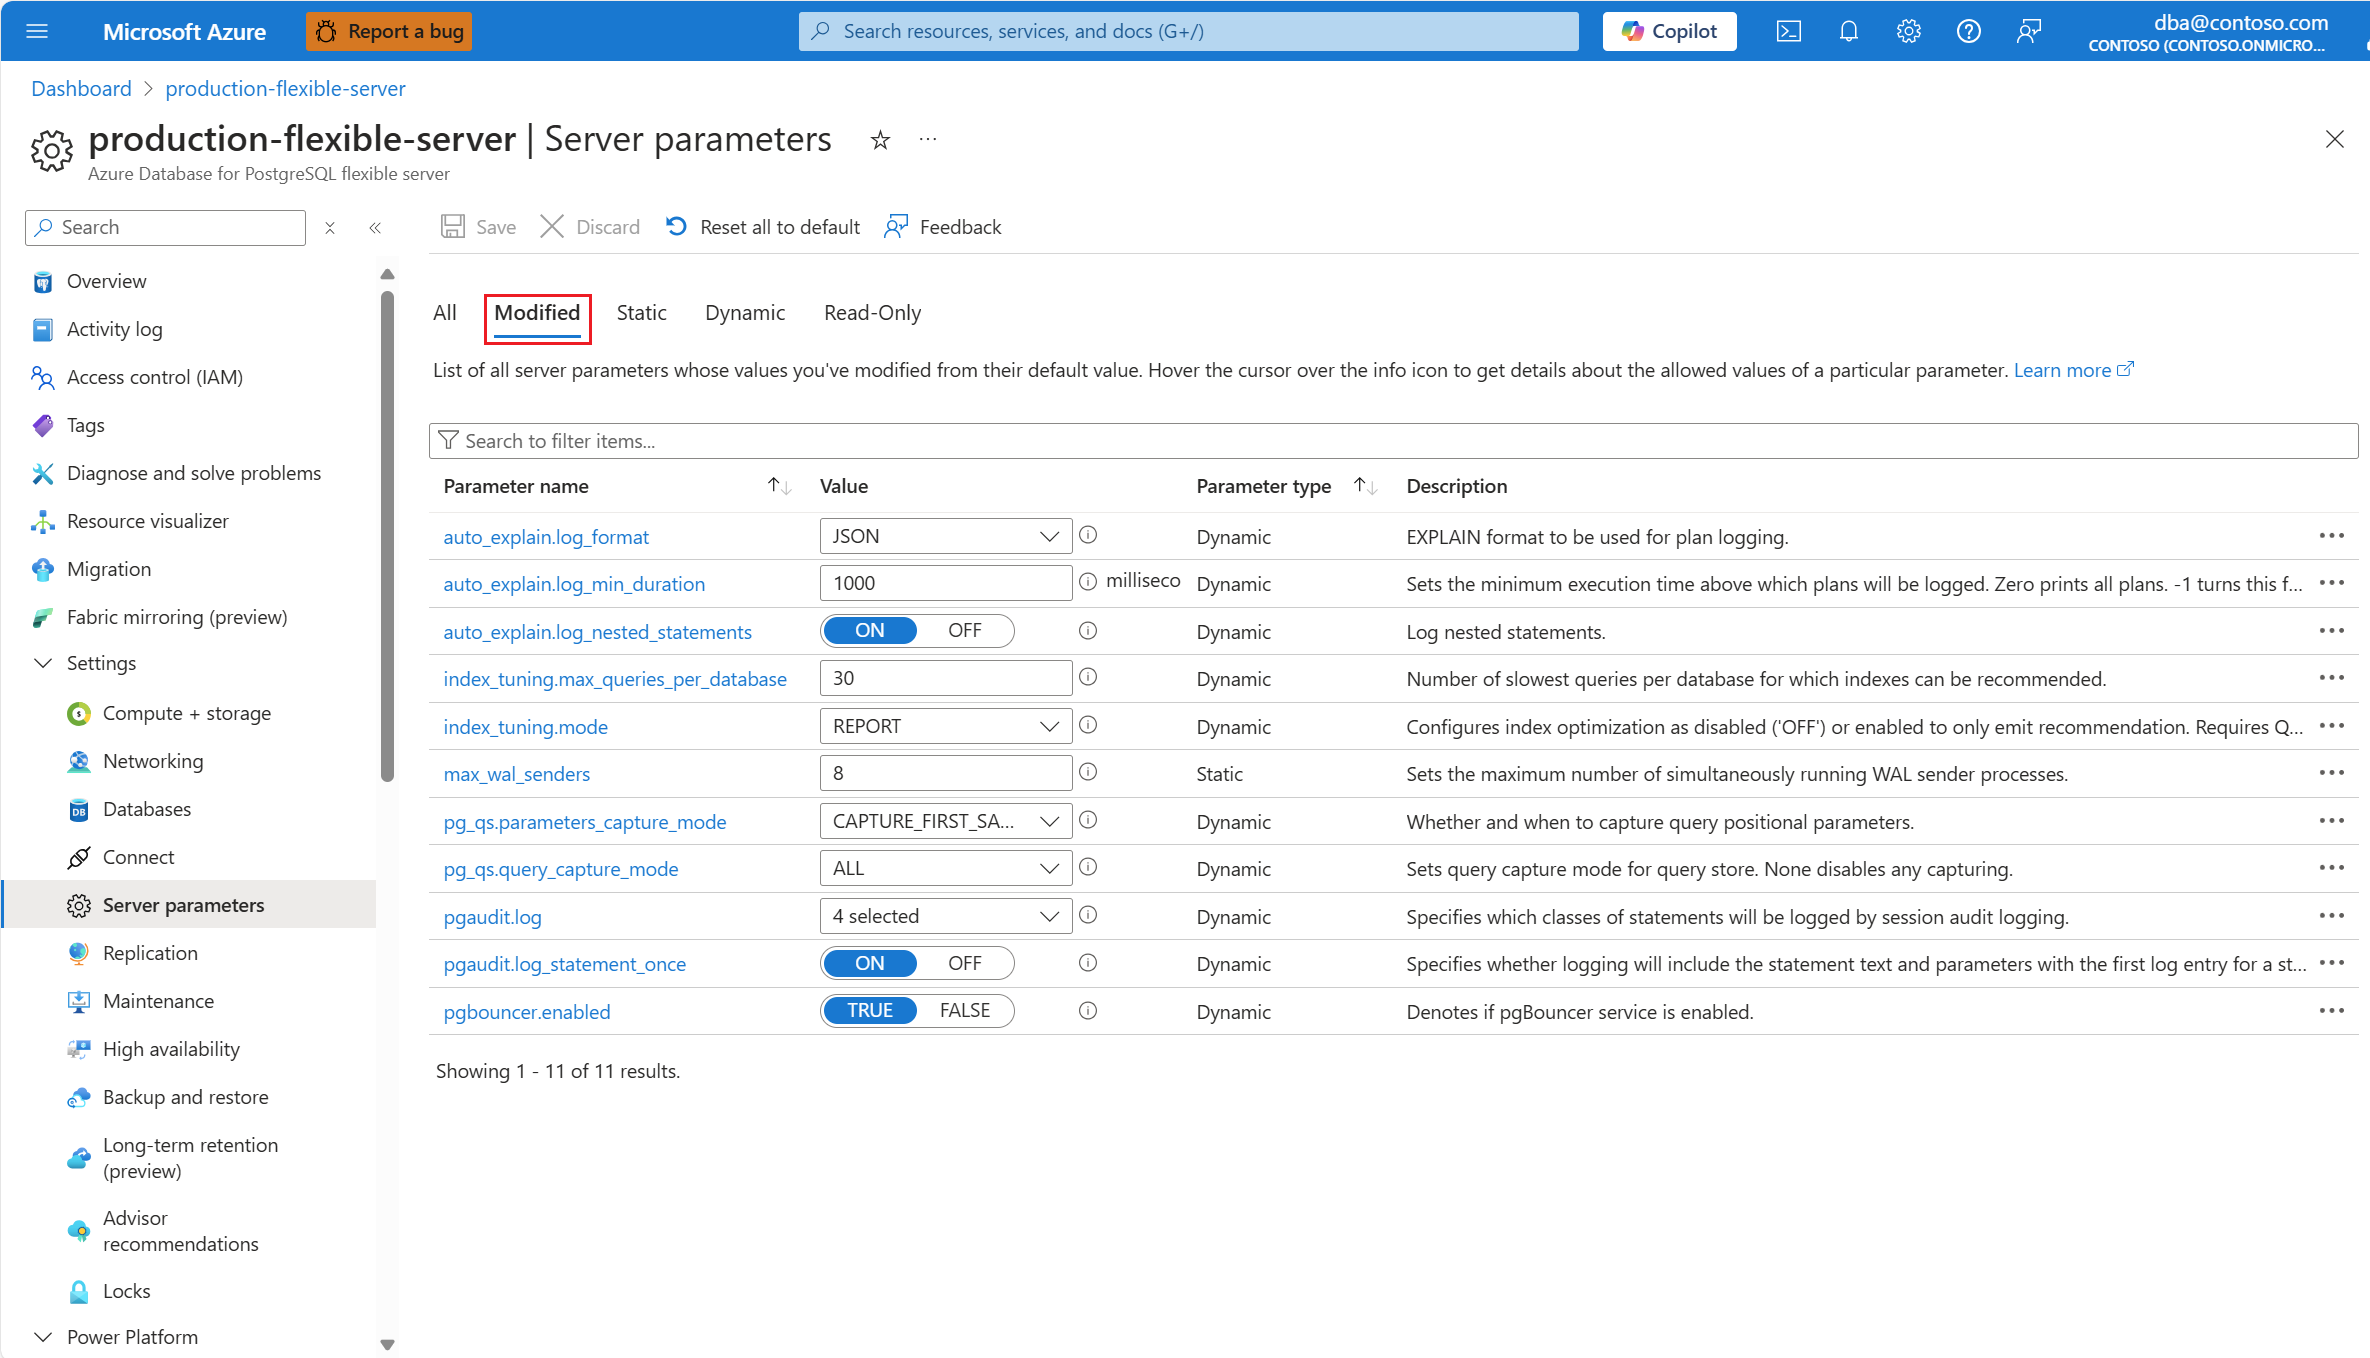 Microsoft Azure
Report a bug
Search resources, services, and docs (G+/)
Copilot
dba@contoso.com
CONTOSO (CONTOSO.ONMICRO...
Dashboard
production-flexible-server
production-flexible-server | Server parameters
Azure Database for PostgreSQL flexible server
Search
Save
Discard
Reset all to default
Feedback
Overview
Activity log
Access control (IAM)
Tags
Diagnose and solve problems
Resource visualizer
Migration
Fabric mirroring (preview)
Settings
Compute + storage
Networking
Databases
Connect
Server parameters
Replication
Maintenance
High availability
Backup and restore
Long-term retention
(preview)
Advisor
recommendations
Locks
Power Platform
All Modified Static Dynamic Read-Only
List of all server parameters whose values you've modified from their default value. Hover the cursor over the info icon to get details about the allowed values of a particular parameter. Learn more
Search to filter items...
Parameter name Value Parameter type Description
auto_explain.log_format JSON Dynamic EXPLAIN format to be used for plan logging.
auto_explain.log_min_duration 1000 milliseco Dynamic Sets the minimum execution time above which plans will be logged. Zero prints all plans. -1 turns this f...
auto_explain.log_nested_statements ON OFF Dynamic Log nested statements.
index_tuning.max_queries_per_database 30 Dynamic Number of slowest queries per database for which indexes can be recommended.
index_tuning.mode REPORT Dynamic Configures index optimization as disabled ('OFF') or enabled to only emit recommendation. Requires Q...
max_wal_senders 8 Static Sets the maximum number of simultaneously running WAL sender processes.
pg_qs.parameters_capture_mode CAPTURE_FIRST_SA... Dynamic Whether and when to capture query positional parameters.
pg_qs.query_capture_mode ALL Dynamic Sets query capture mode for query store. None disables any capturing.
pgaudit.log 4 selected Dynamic Specifies which classes of statements will be logged by session audit logging.
pgaudit.log_statement_once ON OFF Dynamic Specifies whether logging will include the statement text and parameters with the first log entry for a st...
pgbouncer.enabled TRUE FALSE Dynamic Denotes if pgBouncer service is enabled.
Showing 1 - 11 of 11 results.